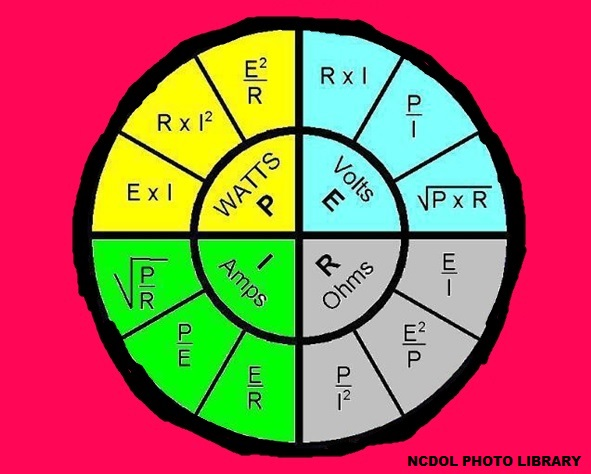 E²
R
R x I
R x I²
P
I
E x I
√P x R
WATTS
P
Volts
E
I
Amps
R
Ohms
√P
R
E
I
P
E
E²
P
E
R
P
I²
NCDOL PHOTO LIBRARY